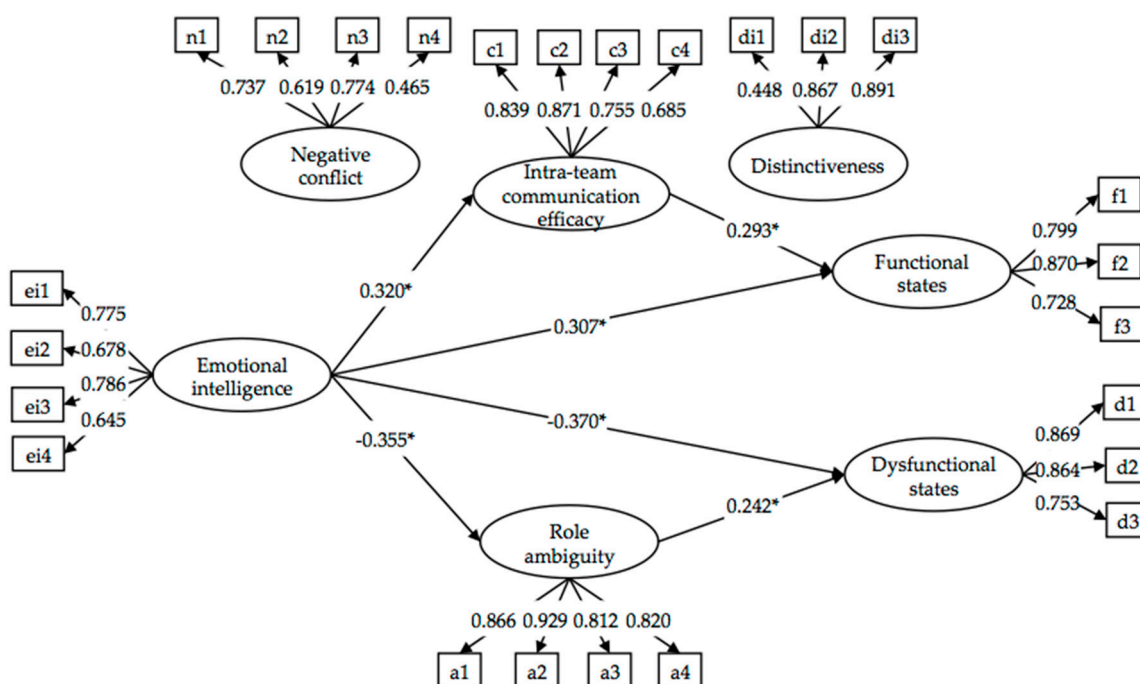 n1
n2
n3
n4
0.737
0.619
0.774
0.465
Negative
conflict
c1
c2
c3
c4
0.839
0.871
0.755
0.685
Intra-team
communication
efficacy
di1
di2
di3
0.448
0.867
0.891
Distinctiveness
0.293*
f1
f2
f3
0.799
0.870
0.728
Functional
states
0.320*
0.307*
ei1
ei2
ei3
ei4
0.775
0.678
0.786
0.645
Emotional
intelligence
-0.370*
-0.355*
d1
d2
d3
0.869
0.864
0.753
Dysfunctional
states
0.242*
Role
ambiguity
0.866
0.929
0.812
0.820
a1
a2
a3
a4